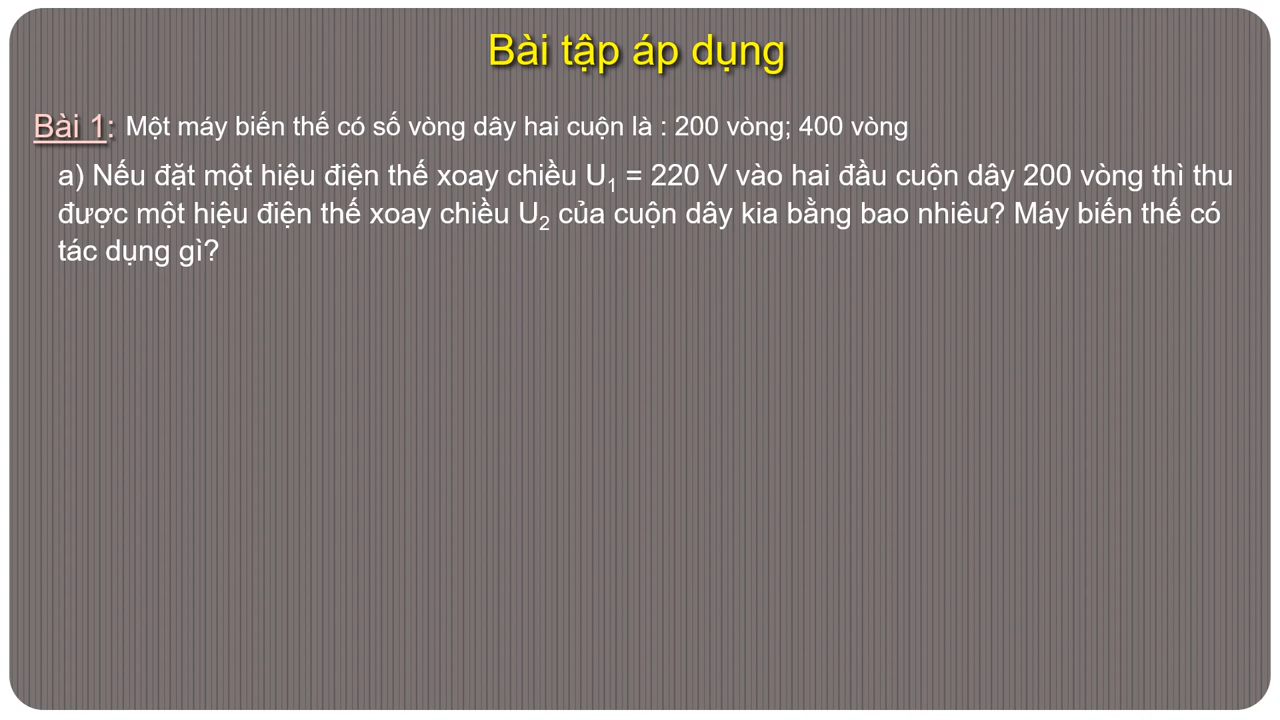 Bài tập áp dụng
Bài 1: Một máy biến thế có số vòng dây hai cuộn là : 200 vòng; 400 vòng
a) Nếu đặt một hiệu điện thế xoay chiều U₁ = 220 V vào hai đầu cuộn dây 200 vòng thì thu
được một hiệu điện thế xoay chiều U₂ của cuộn dây kia bằng bao nhiêu? Máy biến thế có
tác dụng gì?